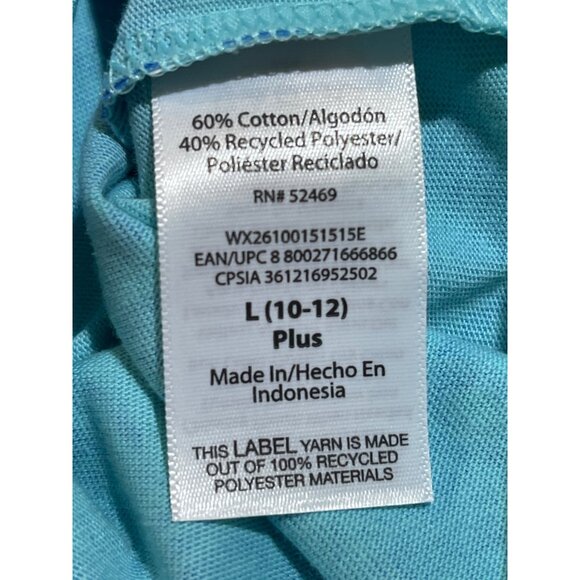 60% Cotton/Algodón
40% Recycled Polyester/
Poliéster Reciclado
RN# 52469
WX26100151515E
EAN/UPC 8 800271666866
CPSIA 361216952502
L (10-12)
Plus
Made In/Hecho En
Indonesia
THIS LABEL YARN IS MADE
OUT OF 100% RECYCLED
POLYESTER MATERIALS